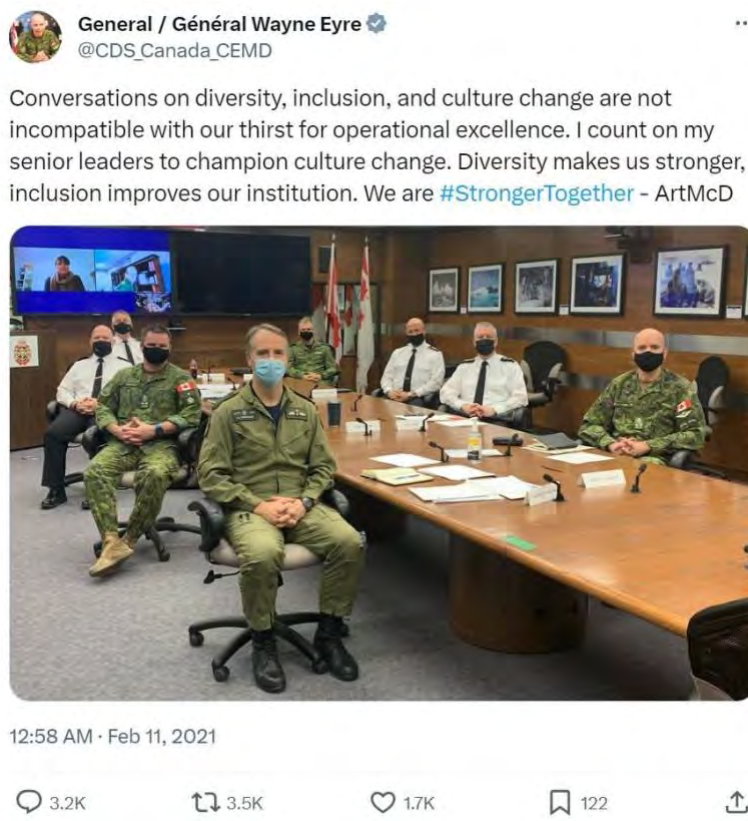 General / Général Wayne Eyre
@CDS_Canada_CEMD
Conversations on diversity, inclusion, and culture change are not
incompatible with our thirst for operational excellence. I count on my
senior leaders to champion culture change. Diversity makes us stronger,
inclusion improves our institution. We are #StrongerTogether - ArtMcD
12:58 AM · Feb 11, 2021
3.2K 3.5K 1.7K 122